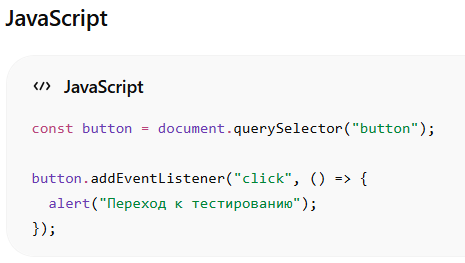 JavaScript
</> JavaScript
const button = document.querySelector("button");
button.addEventListener("click", () => {
  alert("Переход к тестированию");
});